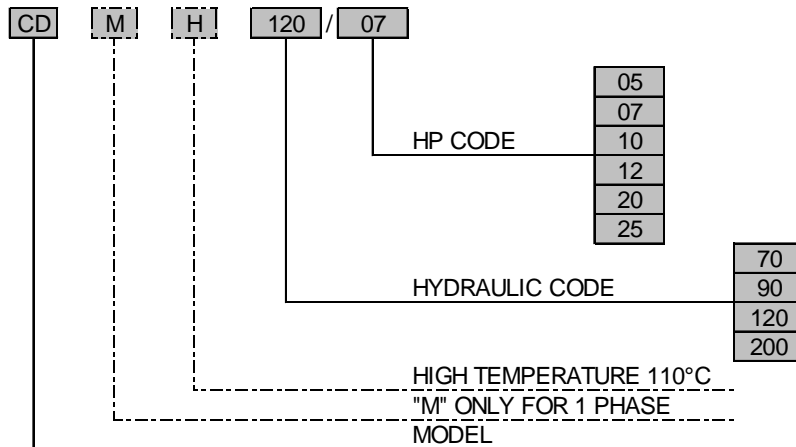 CD M H 120 / 07
05
07
HP CODE 10
12
20
25
70
HYDRAULIC CODE 90
120
200
HIGH TEMPERATURE 110°C
"M" ONLY FOR 1 PHASE
MODEL